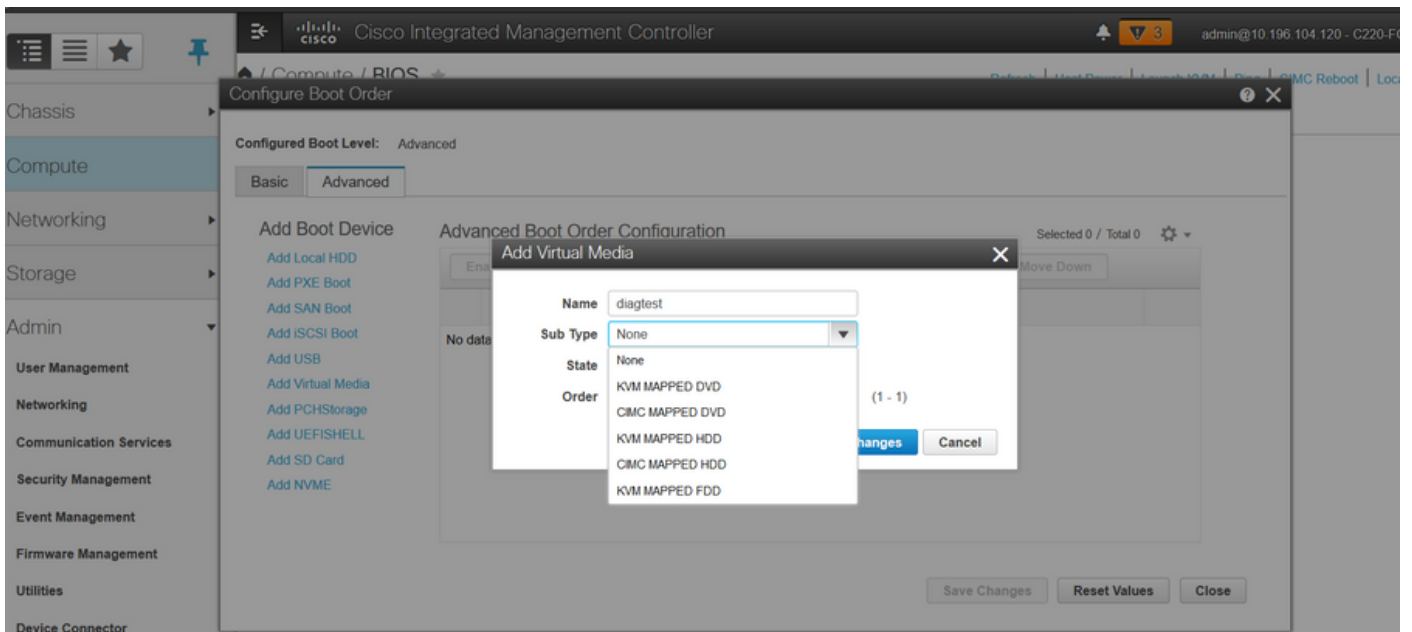 cisco Cisco Integrated Management Controller
3
admin@10.196.104.120 - C220-FC
/ Compute / BIOS
Refresh | Host Power | Launch KVM | Ping | CIMC Reboot | Loca
Configure Boot Order
Configured Boot Level: Advanced
Basic Advanced
Chassis
Compute
Networking
Storage
Admin
User Management
Networking
Communication Services
Security Management
Event Management
Firmware Management
Utilities
Device Connector
Add Boot Device
Add Local HDD
Add PXE Boot
Add SAN Boot
Add iSCSI Boot
Add USB
Add Virtual Media
Add PCHStorage
Add UEFISHELL
Add SD Card
Add NVME
Advanced Boot Order Configuration
Selected 0 / Total 0
Ena
Move Down
No data
Add Virtual Media
Name diagtest
Sub Type None
State
Order (1 - 1)
None
KVM MAPPED DVD
CIMC MAPPED DVD
KVM MAPPED HDD
CIMC MAPPED HDD
KVM MAPPED FDD
hanges Cancel
Save Changes Reset Values Close